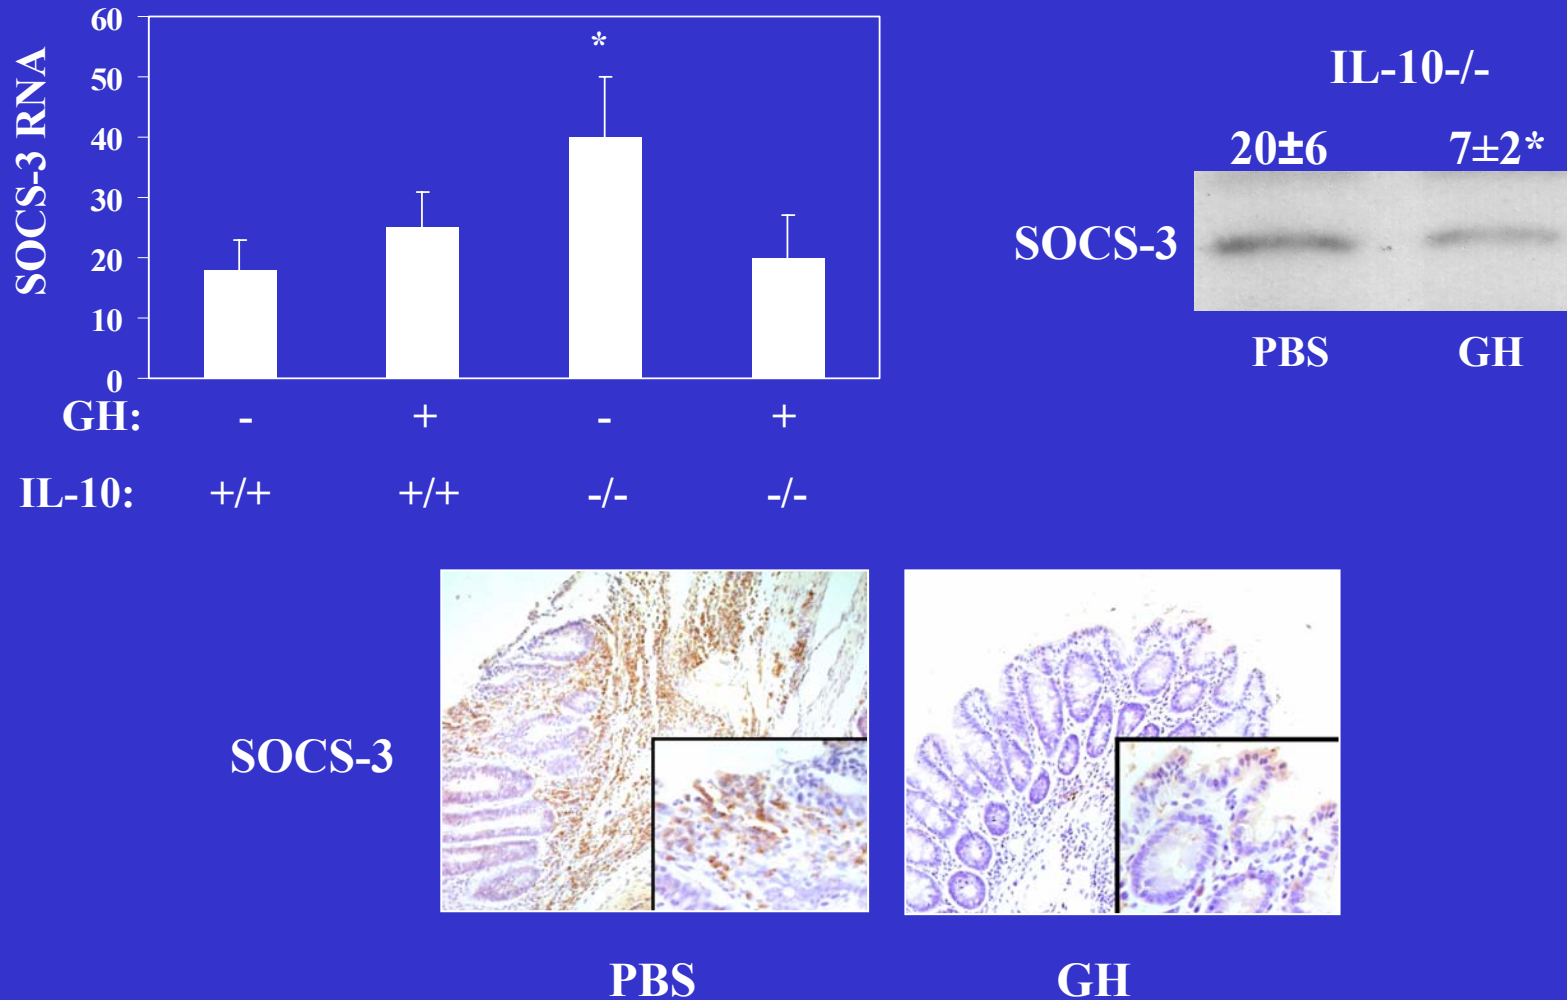 60
50
40
30
20
10
0
SOCS-3 RNA
*
GH: - + - +
IL-10: +/+ +/+ -/- -/-
IL-10-/-
20±6 7±2*
SOCS-3
PBS GH
SOCS-3
PBS GH